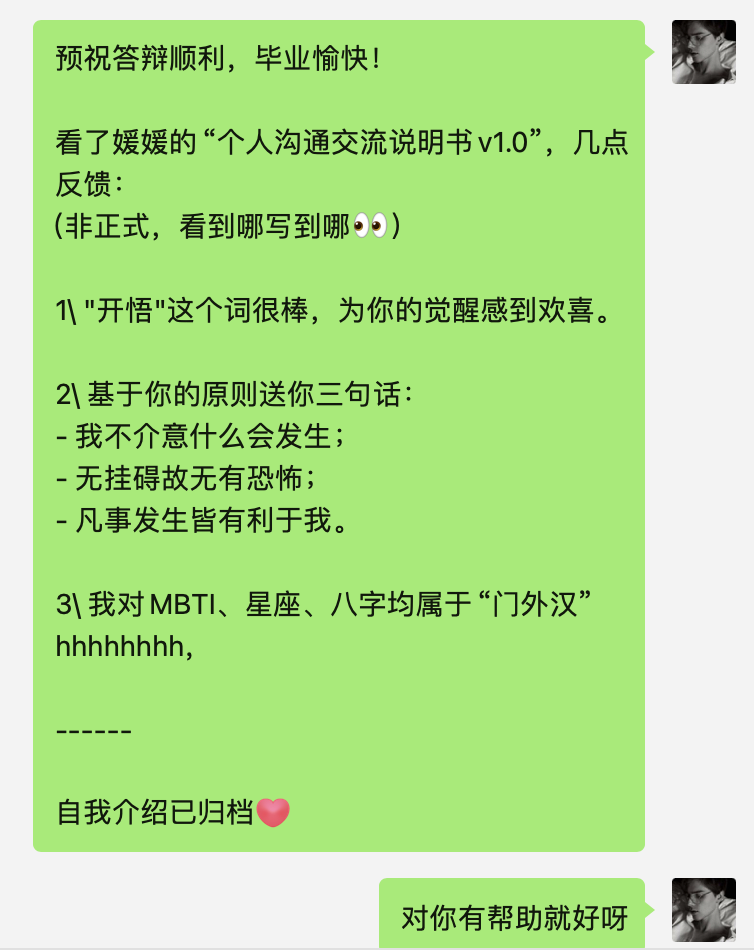 预祝答辩顺利，毕业愉快！
看了媛媛的“个人沟通交流说明书v1.0”，几点
反馈：
（非正式，看到哪写到哪👀）
1\ "开悟"这个词很棒，为你的觉醒感到欢喜。
2\ 基于你的原则送你三句话：
- 我不介意什么会发生；
- 无挂碍故无有恐怖；
- 凡事发生皆有利于我。
3\ 我对MBTI、星座、八字均属于“门外汉”
hhhhhhhh，
------
自我介绍已归档❤️
对你有帮助就好呀